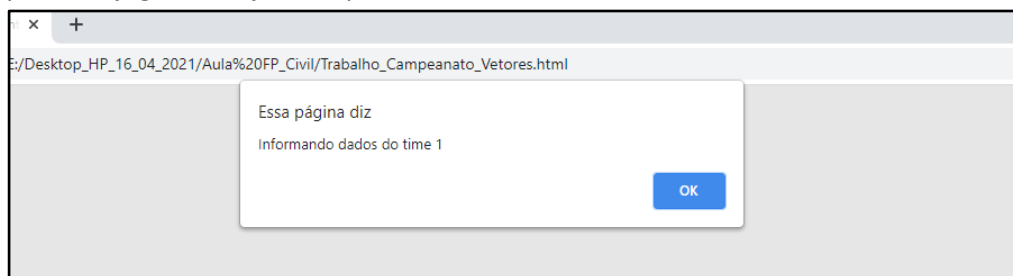 × +
E:/Desktop_HP_16_04_2021/Aula%20FP_Civil/Trabalho_Campeanato_Vetores.html
Essa página diz
Informando dados do time 1
OK